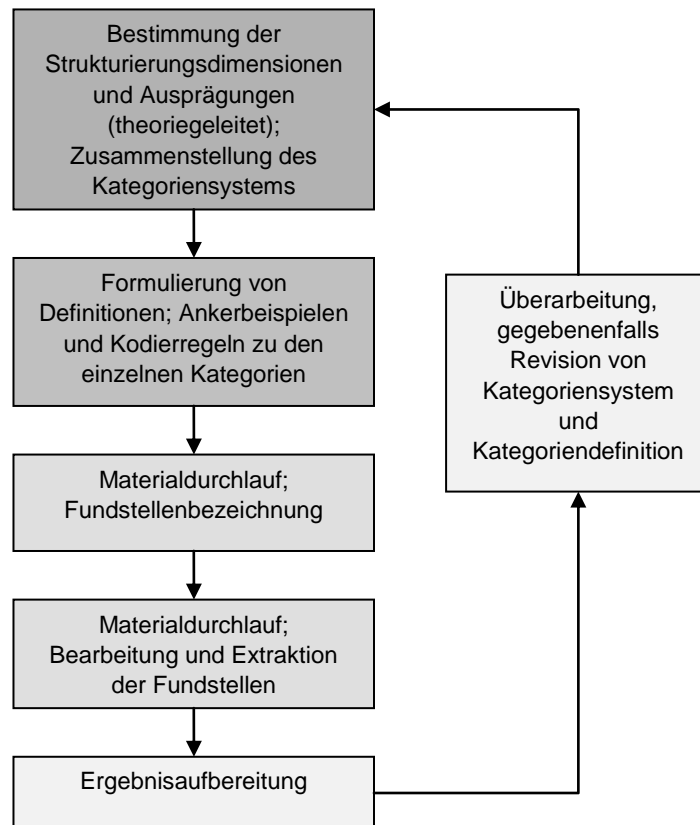 Bestimmung der
Strukturierungsdimensionen
und Ausprägungen
(theoriegeleitet);
Zusammenstellung des
Kategoriensystems
Formulierung von
Definitionen; Ankerbeispielen
und Kodierregeln zu den
einzelnen Kategorien
Materialdurchlauf;
Fundstellenbezeichnung
Materialdurchlauf;
Bearbeitung und Extraktion
der Fundstellen
Ergebnisaufbereitung
Überarbeitung,
gegebenenfalls
Revision von
Kategoriensystem
und
Kategoriendefinition